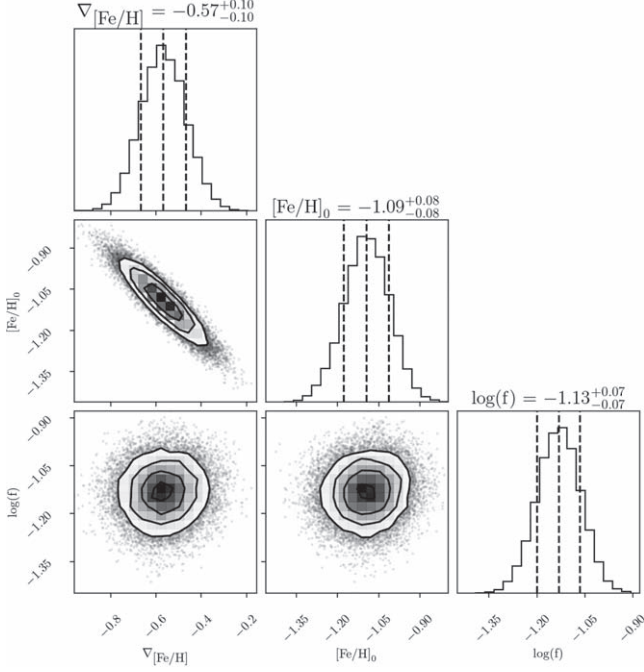 ∇[Fe/H] = −0.57+0.10−0.10
[Fe/H]0 = −1.09+0.08−0.08
−0.90
−1.05
−1.20
−1.35
[Fe/H]0
log(f) = −1.13+0.07−0.07
−0.90
−1.05
−1.20
−1.35
log(f)
−0.8 −0.6 −0.4 −0.2
−1.35 −1.20 −1.05 −0.90
−1.35 −1.20 −1.05 −0.90
∇[Fe/H] [Fe/H]0 log(f)